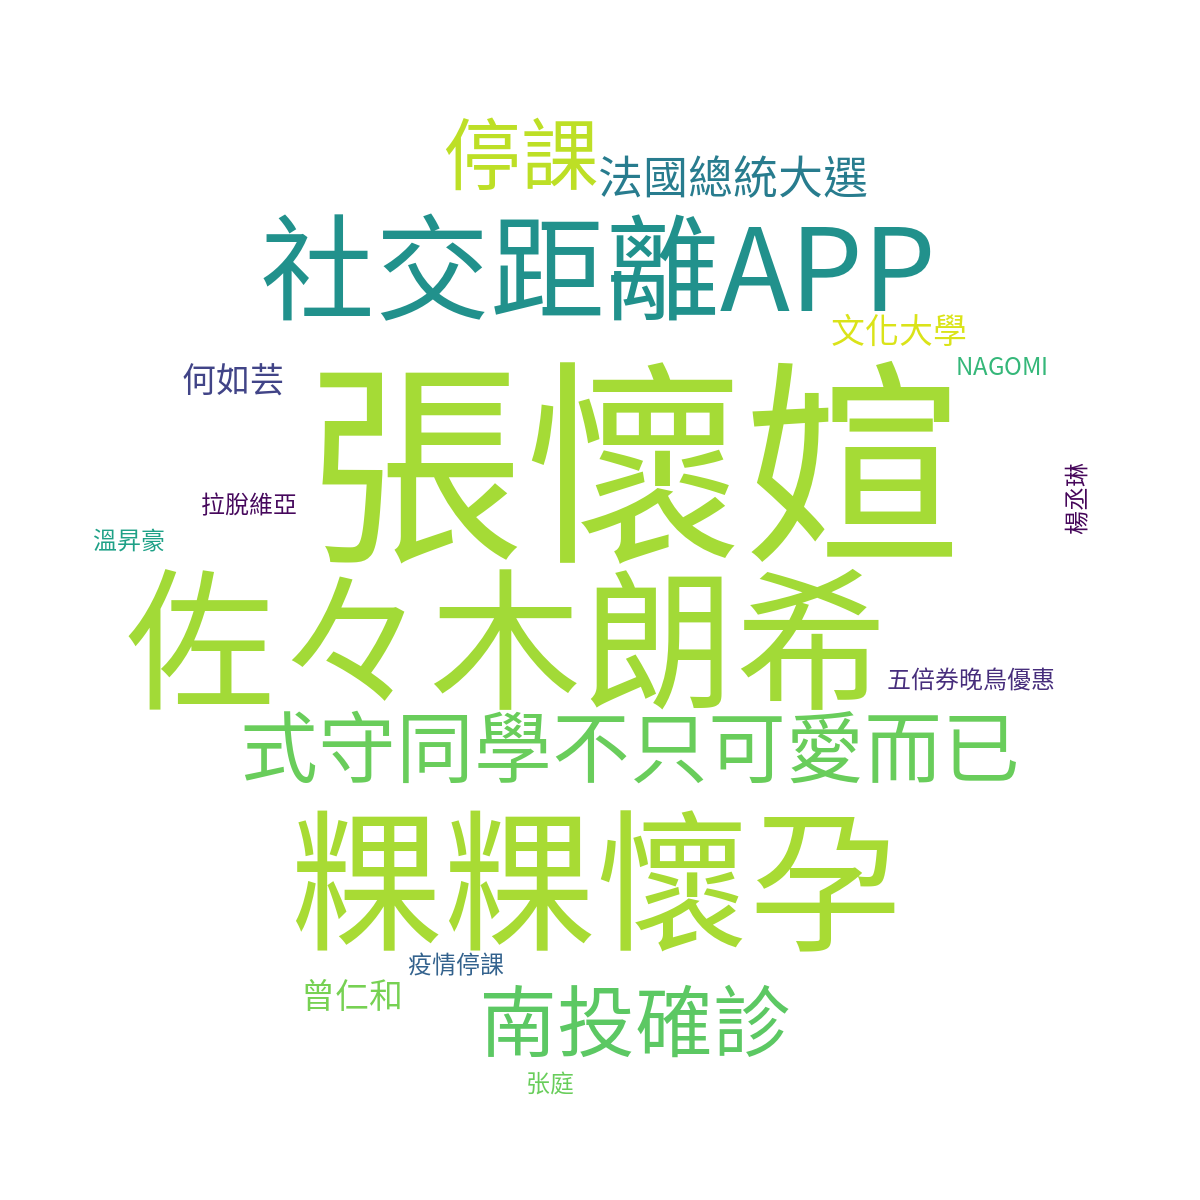 停課
法國總統大選
社交距離APP
文化大學
NAGOMI
何如芸
張懷媗
楊丞琳
拉脫維亞
溫昇豪
佐々木朗希
五倍券晚鳥優惠
式守同學不只可愛而已
粿粿懷孕
疫情停課
曾仁和
南投確診
张庭